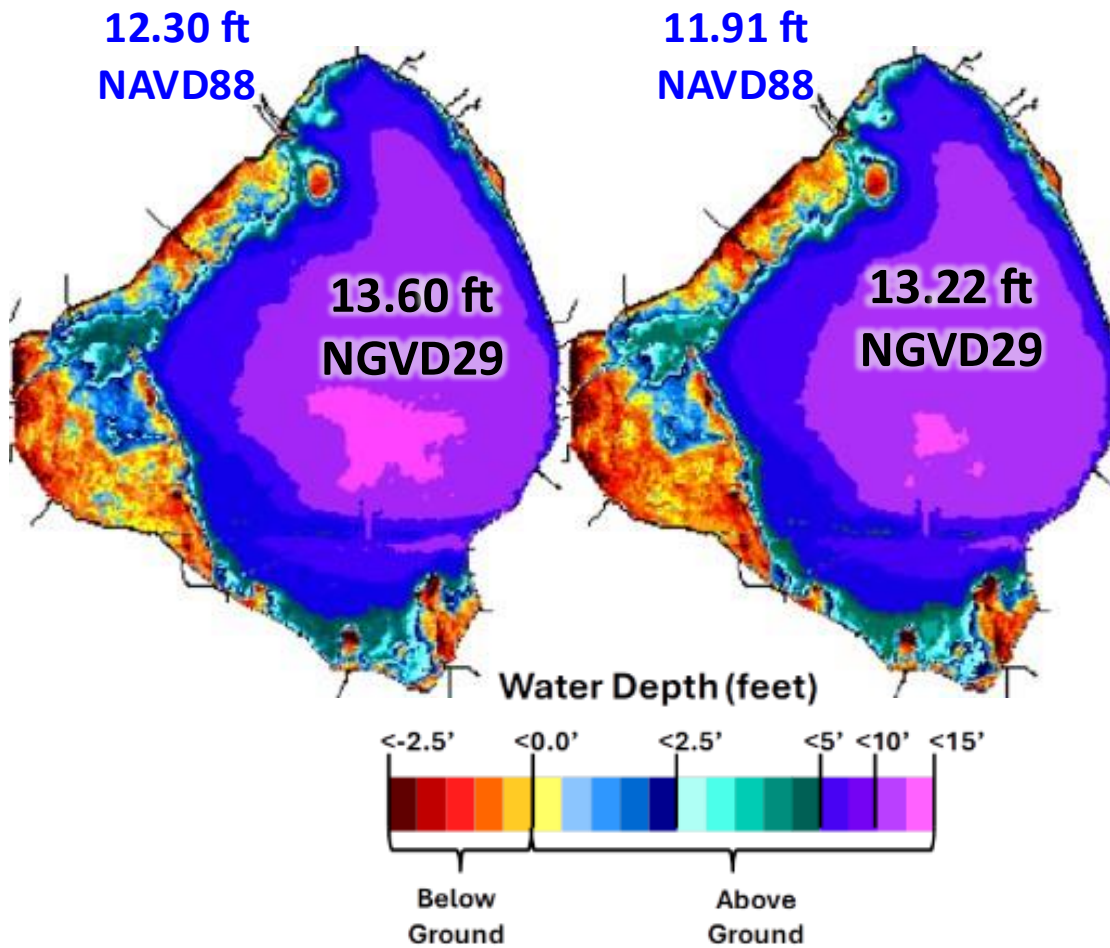 12.30 ft
NAVD88
11.91 ft
NAVD88
13.60 ft
NGVD29
13.22 ft
NGVD29
Water Depth (feet)
<-2.5' <0.0' <2.5' <5' <10' <15'
Below
Ground
Above
Ground